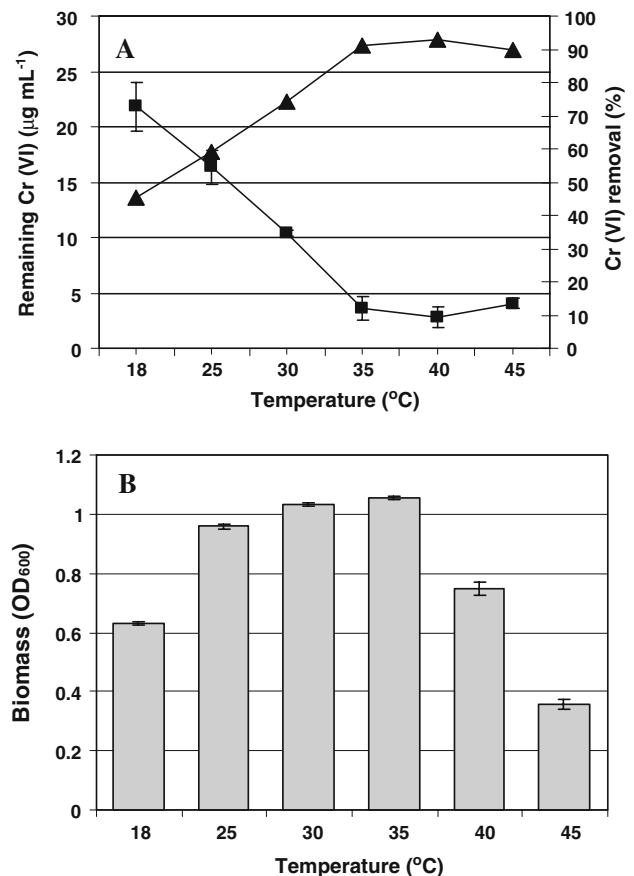 A
Remaining Cr (VI) (µg mL⁻¹)
30
25
20
15
10
5
0
100
90
80
70
60
50
40
30
20
10
0
Cr (VI) removal (%)
18 25 30 35 40 45
Temperature (°C)
B
Biomass (OD₆₀₀)
1.2
1
0.8
0.6
0.4
0.2
0
18 25 30 35 40 45
Temperature (°C)